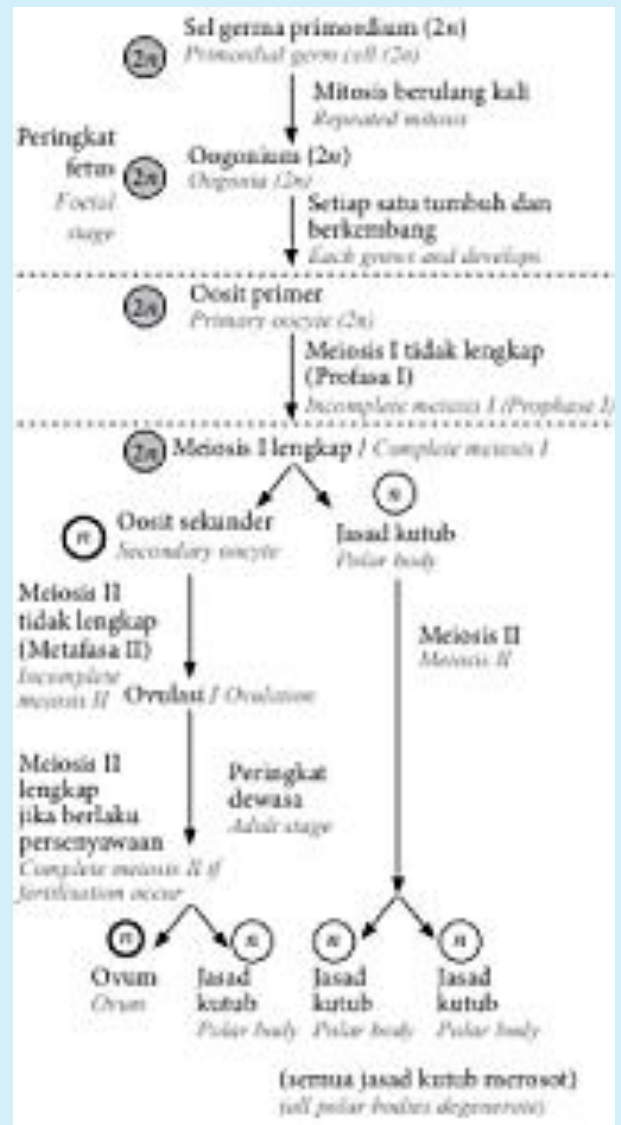 Sel germa primordium (2n)
2n
Primordial germ cell (2n)
Mitosis berulang kali
Repeated mitosis
Peringkat
fetus
Foetal
stage
2n
Oogonium (2n)
Oogonia (2n)
Setiap satu tumbuh dan
berkembang
Each grows and develops
2n
Oosit primer
Primary oocyte (2n)
Meiosis I tidak lengkap
(Profasa I)
Incomplete meiosis I (Prophase I)
2n
Meiosis I lengkap / Complete meiosis I
n
Oosit sekunder
Secondary oocyte
n
Jasad kutub
Polar body
Meiosis II
tidak lengkap
(Metafasa II)
Incomplete
meiosis II
Ovulasi / Ovulation
Meiosis II
Meiosis II
Meiosis II
lengkap
jika berlaku
persenyawaan
Complete meiosis II if
fertilisation occur
Peringkat
dewasa
Adult stage
n
n
n
n
Ovum
Ovum
Jasad
kutub
Polar body
Jasad
kutub
Polar body
Jasad
kutub
Polar body
(semua jasad kutub merosot)
(all polar bodies degenerate)